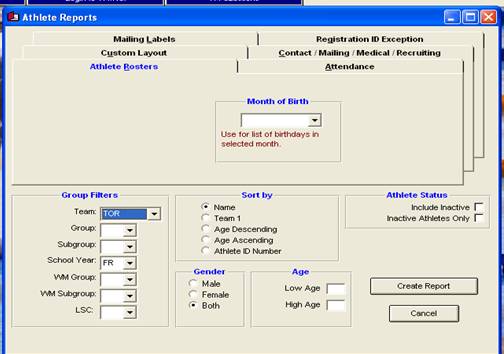 Athlete Reports
Mailing Labels
Registration ID Exception
Custom Layout
Contact / Mailing / Medical / Recruiting
Athlete Rosters
Attendance
Month of Birth
Use for list of birthdays in
selected month.
Group Filters
Team: TOR
Group:
Subgroup:
School Year: FR
WM Group:
WM Subgroup:
LSC:
Sort by
Name
Team 1
Age Descending
Age Ascending
Athlete ID Number
Athlete Status
Include Inactive
Inactive Athletes Only
Gender
Male
Female
Both
Age
Low Age
High Age
Create Report
Cancel